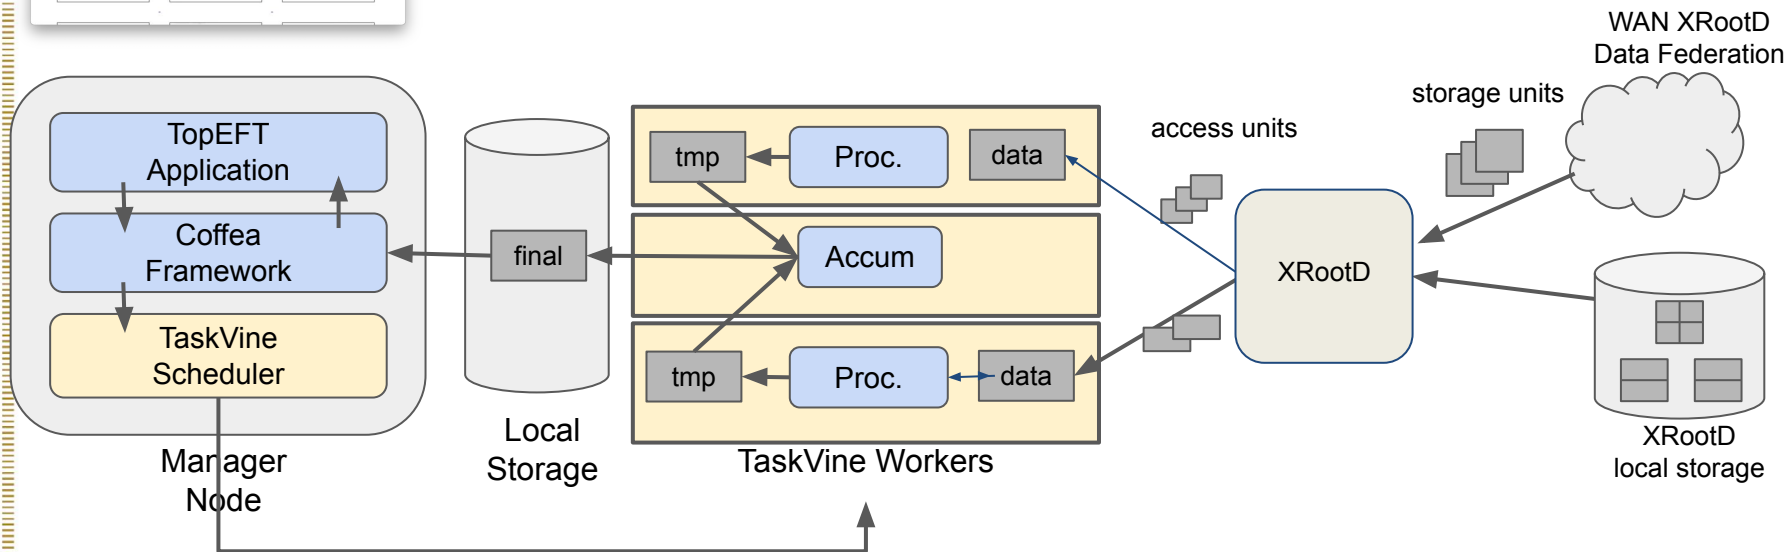 WAN XRootD
Data Federation
storage units
access units
TopEFT
Application
Coffea
Framework
TaskVine
Scheduler
Manager
Node
final
Local
Storage
tmp
Proc.
data
Accum
tmp
Proc.
data
TaskVine Workers
XRootD
XRootD
local storage